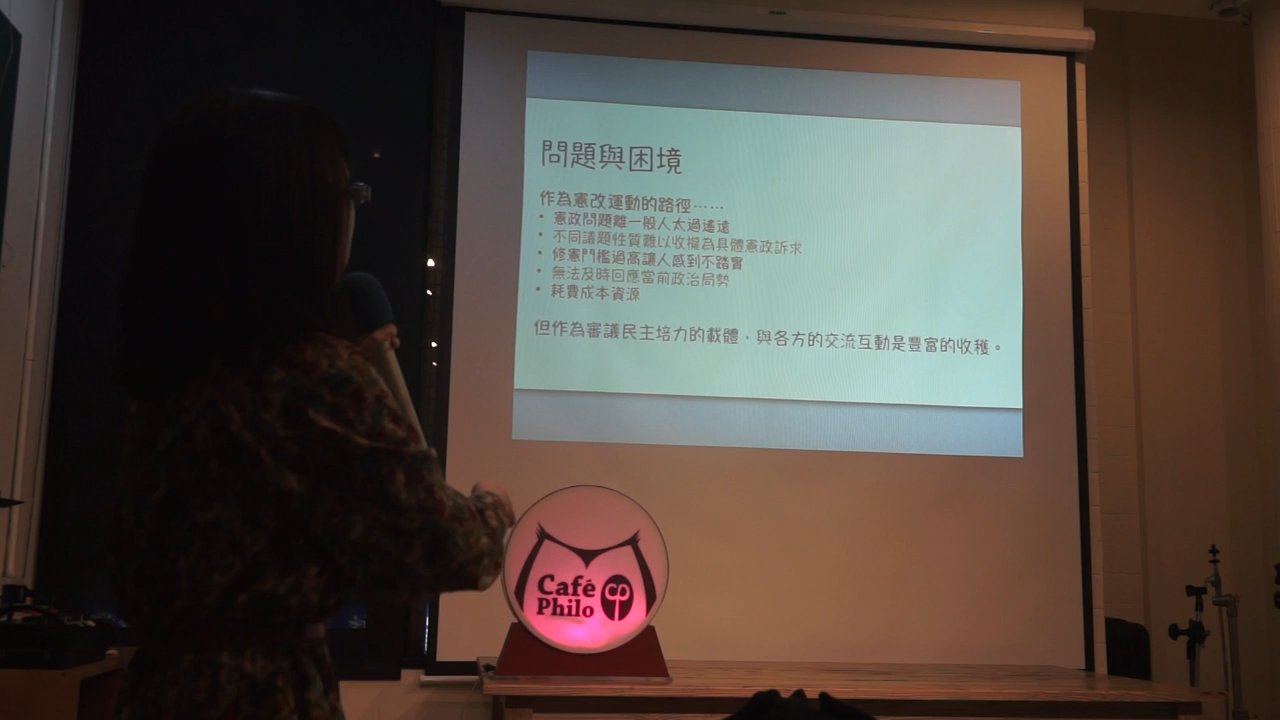 問題與困境
作為憲改運動的路徑……
• 憲政問題離一般人太過遙遠
• 不同議題性質難以收攏為具體憲政訴求
• 修憲門檻過高讓人感到不踏實
• 無法及時回應當前政治局勢
• 耗費成本資源
但作為審議民主培力的載體，與各方的交流互動是豐富的收穫。
Café
Philo